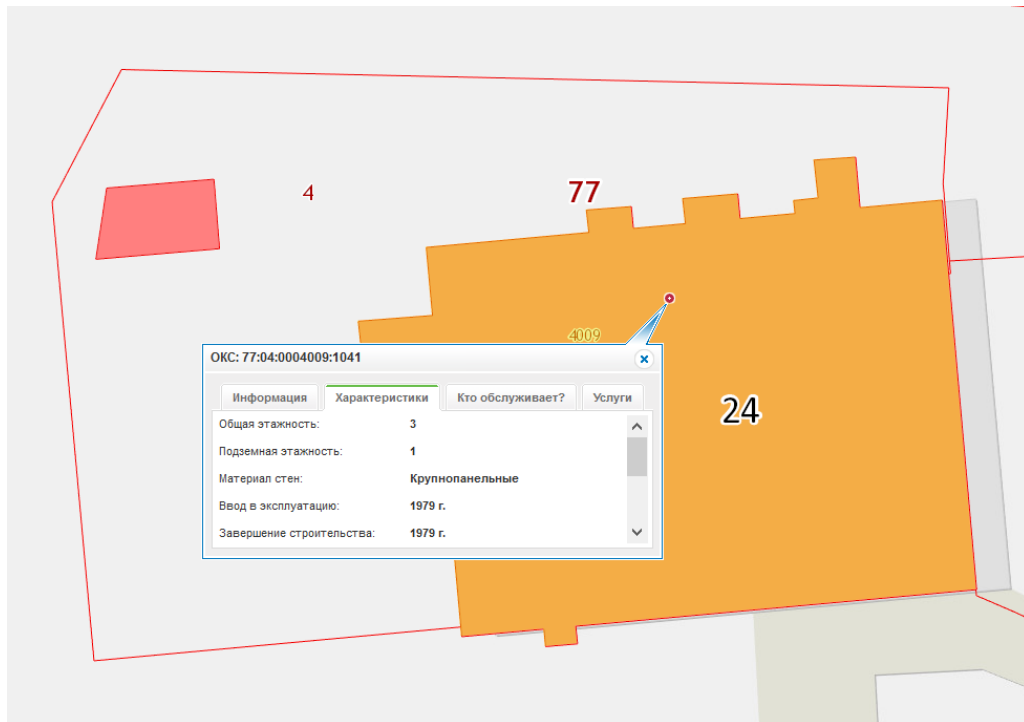 4
77
4009
ОКС: 77:04:0004009:1041
Информация Характеристики Кто обслуживает? Услуги
Общая этажность: 3
Подземная этажность: 1
Материал стен: Крупнопанельные
Ввод в эксплуатацию: 1979 г.
Завершение строительства: 1979 г.
24